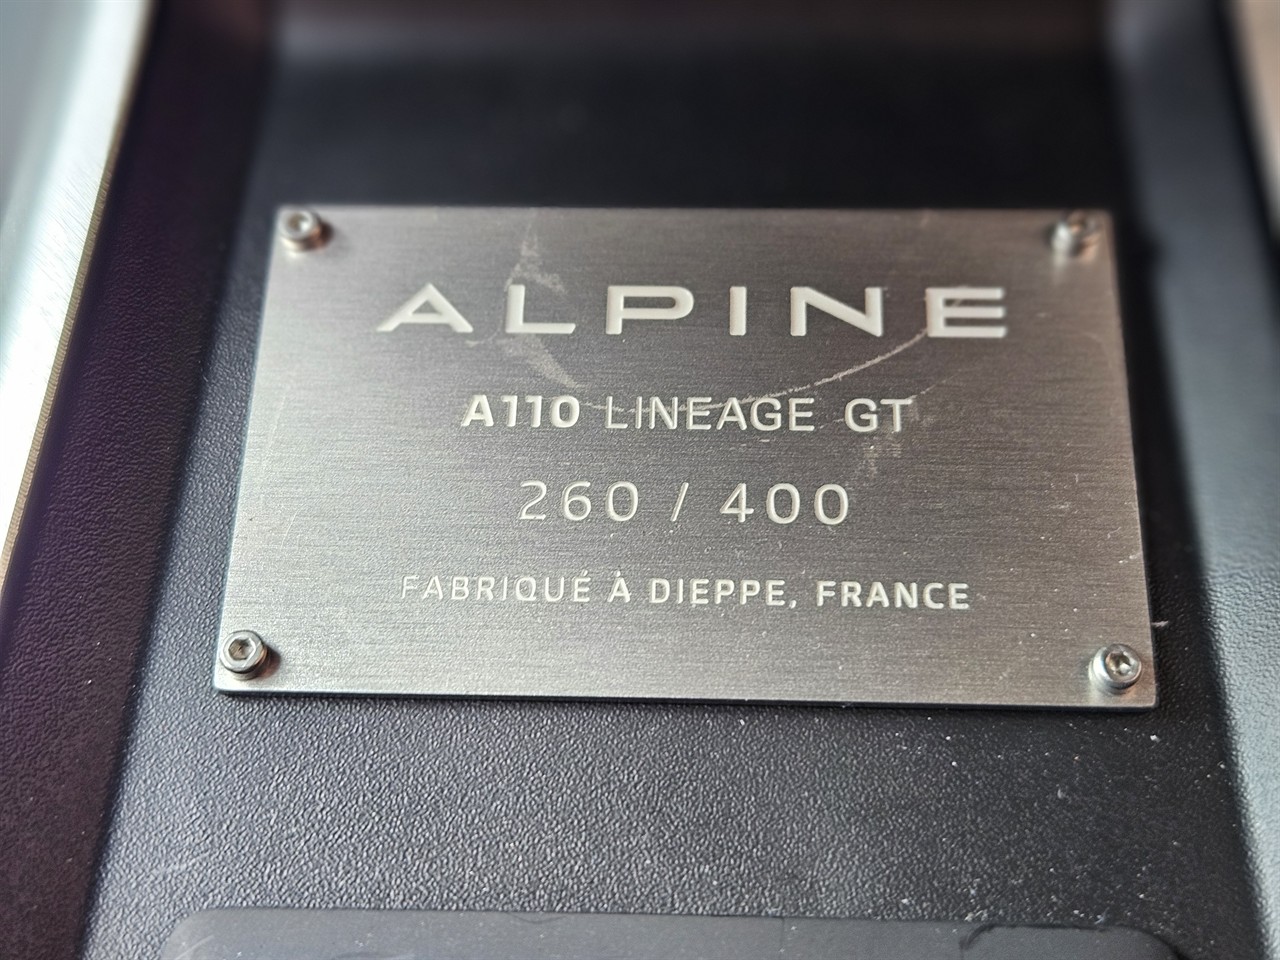 ALPINE
A110 LINEAGE GT
260 / 400
FABRIQUÉ À DIEPPE, FRANCE